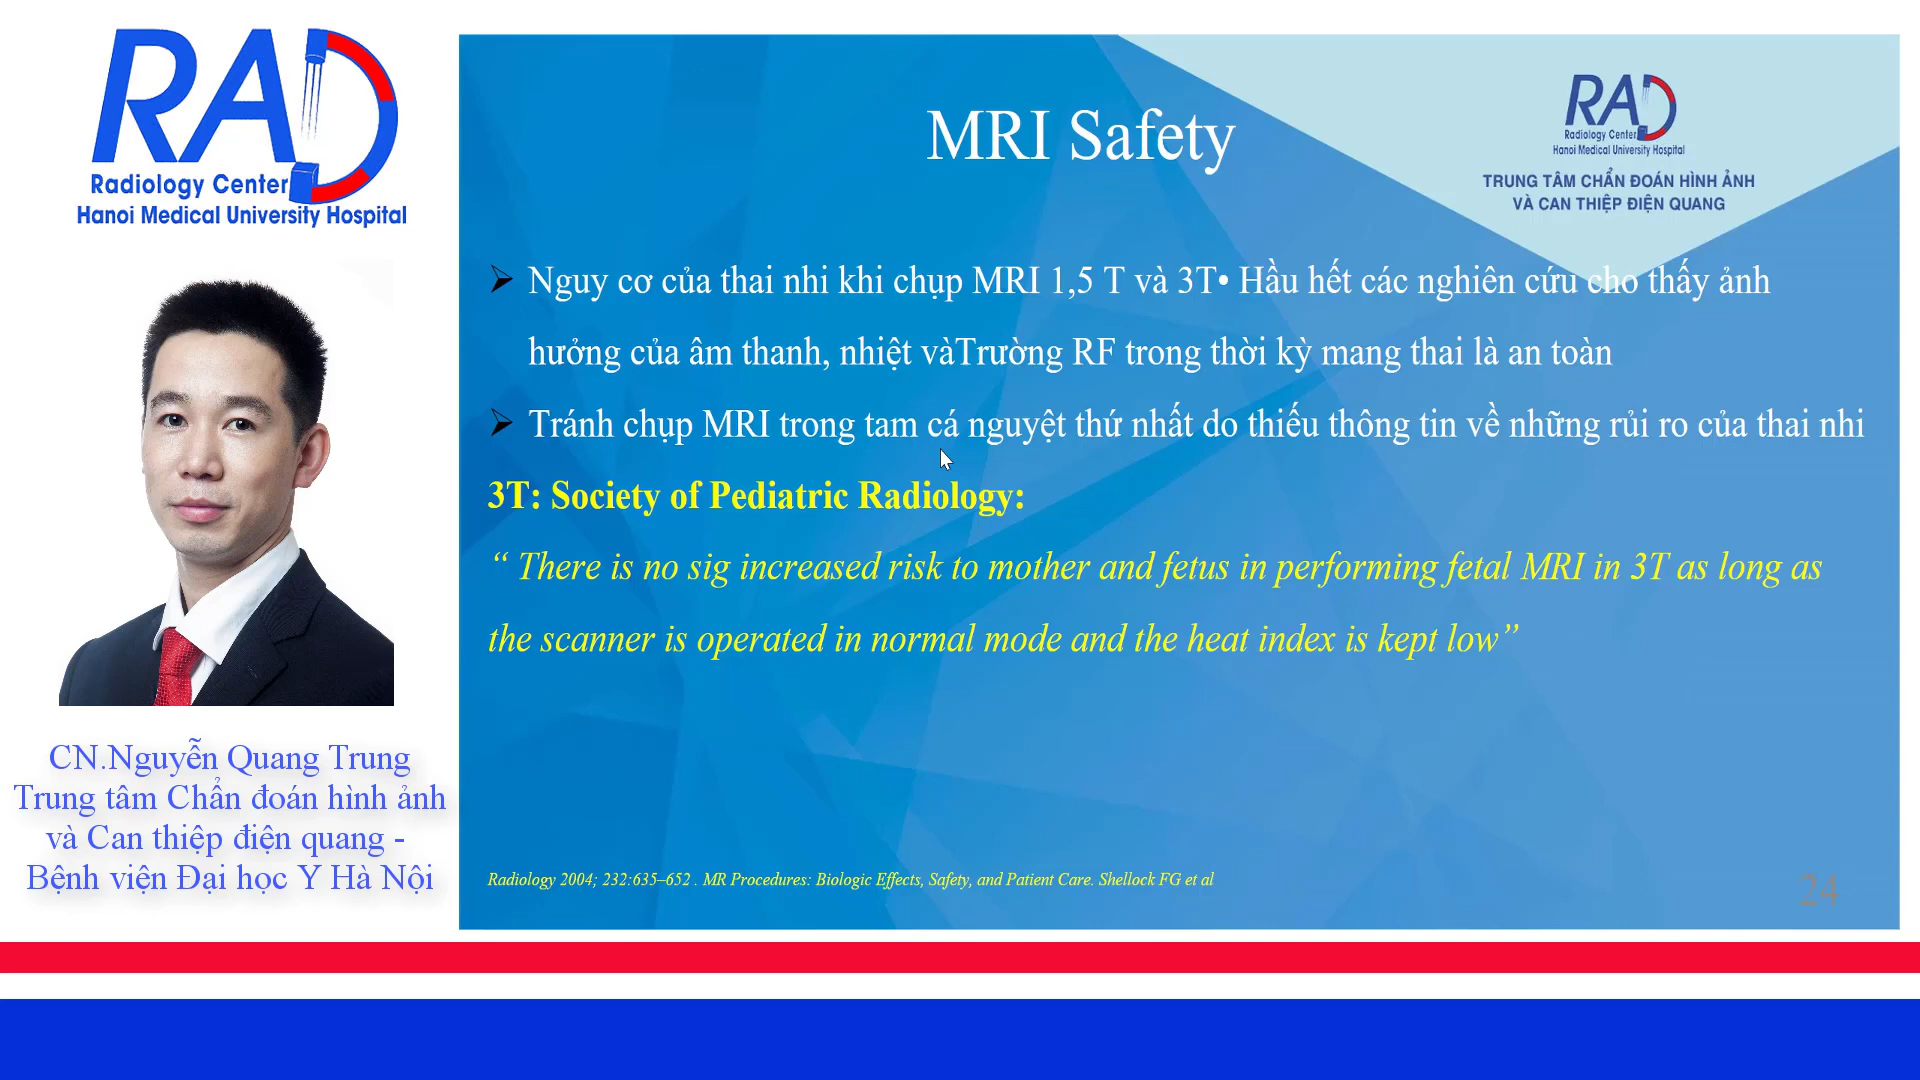 RAD
Radiology Center
Hanoi Medical University Hospital
CN.Nguyễn Quang Trung
Trung tâm Chẩn đoán hình ảnh
và Can thiệp điện quang -
Bệnh viện Đại học Y Hà Nội
MRI Safety
RAD
Radiology Center
Hanoi Medical University Hospital
TRUNG TÂM CHẨN ĐOÁN HÌNH ẢNH
VÀ CAN THIỆP ĐIỆN QUANG
➢ Nguy cơ của thai nhi khi chụp MRI 1,5 T và 3T• Hầu hết các nghiên cứu cho thấy ảnh
hưởng của âm thanh, nhiệt vàTrường RF trong thời kỳ mang thai là an toàn
➢ Tránh chụp MRI trong tam cá nguyệt thứ nhất do thiếu thông tin về những rủi ro của thai nhi
3T: Society of Pediatric Radiology:
“ There is no sig increased risk to mother and fetus in performing fetal MRI in 3T as long as
the scanner is operated in normal mode and the heat index is kept low”
Radiology 2004; 232:635–652 . MR Procedures: Biologic Effects, Safety, and Patient Care. Shellock FG et al
24